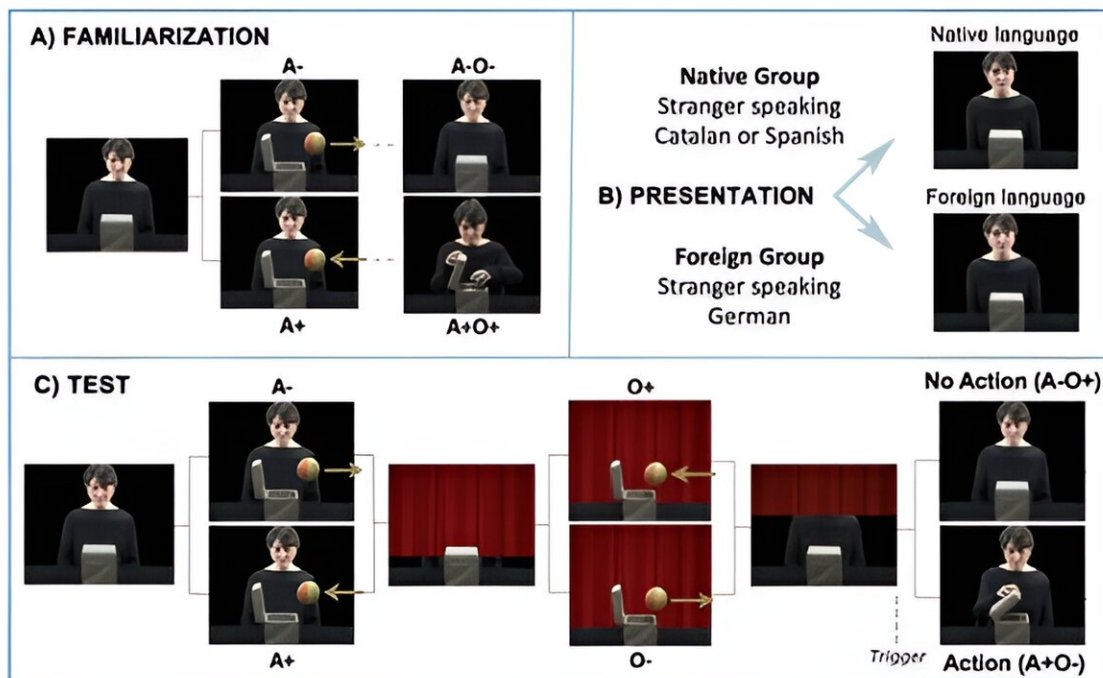 A) FAMILIARIZATION
A-
A-O-
A+
A+O+
Native language
Native Group
Stranger speaking
Catalan or Spanish
B) PRESENTATION
Foreign language
Foreign Group
Stranger speaking
German
C) TEST
A-
O+
No Action (A-O+)
A+
O-
Trigger
Action (A+O-)